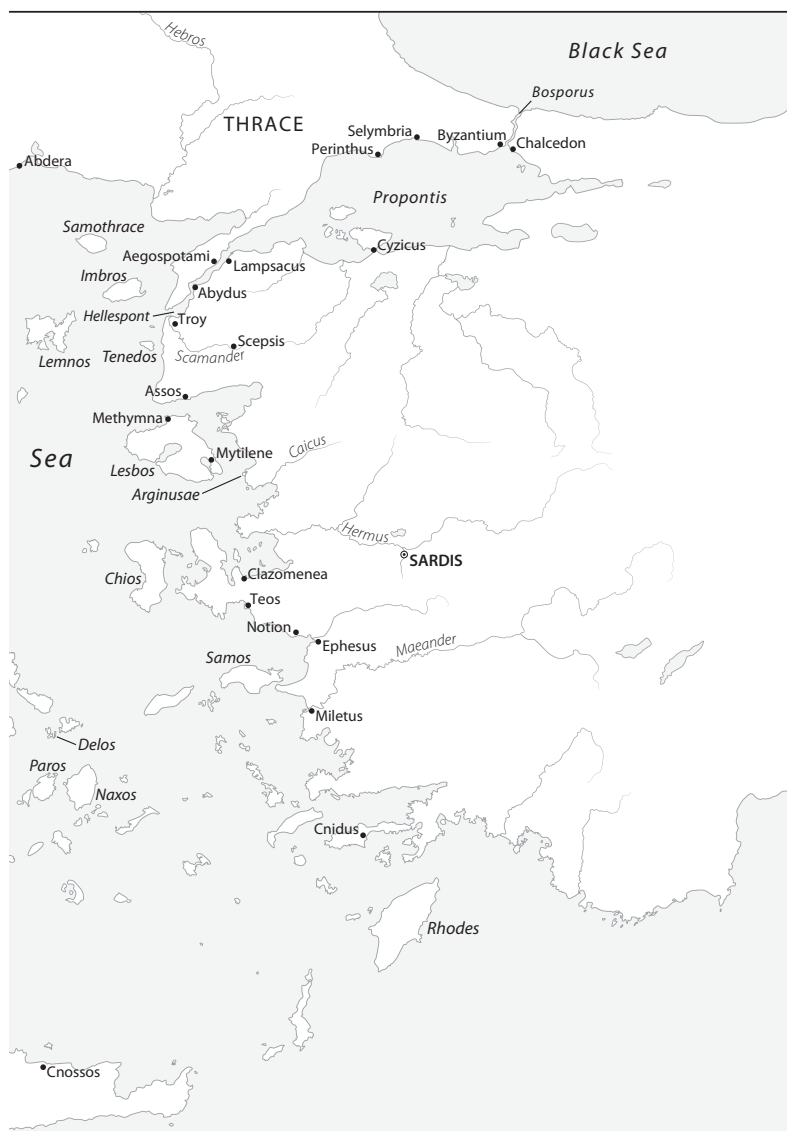 Hebros
Black Sea
Bosporus
THRACE
Selymbria
Byzantium
Perinthus
Chalcedon
Abdera
Propontis
Samothrace
Cyzicus
Aegospotami
Lampsacus
Imbros
Abydus
Hellespont
Troy
Scepsis
Scamander
Lemnos
Tenedos
Assos
Methymna
Caicus
Mytilene
Sea
Lesbos
Arginusae
Hermus
SARDIS
Clazomenea
Chios
Teos
Notion
Ephesus
Maeander
Samos
Miletus
Delos
Paros
Naxos
Cnidus
Rhodes
Cnossos